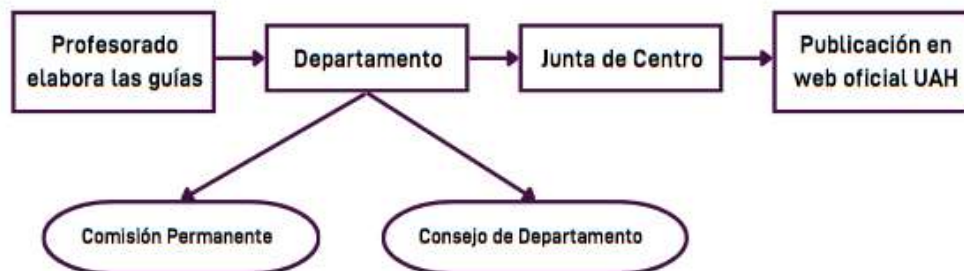 Profesorado
elabora las guías
Departamento
Junta de Centro
Publicación en
web oficial UAH
Comisión Permanente
Consejo de Departamento